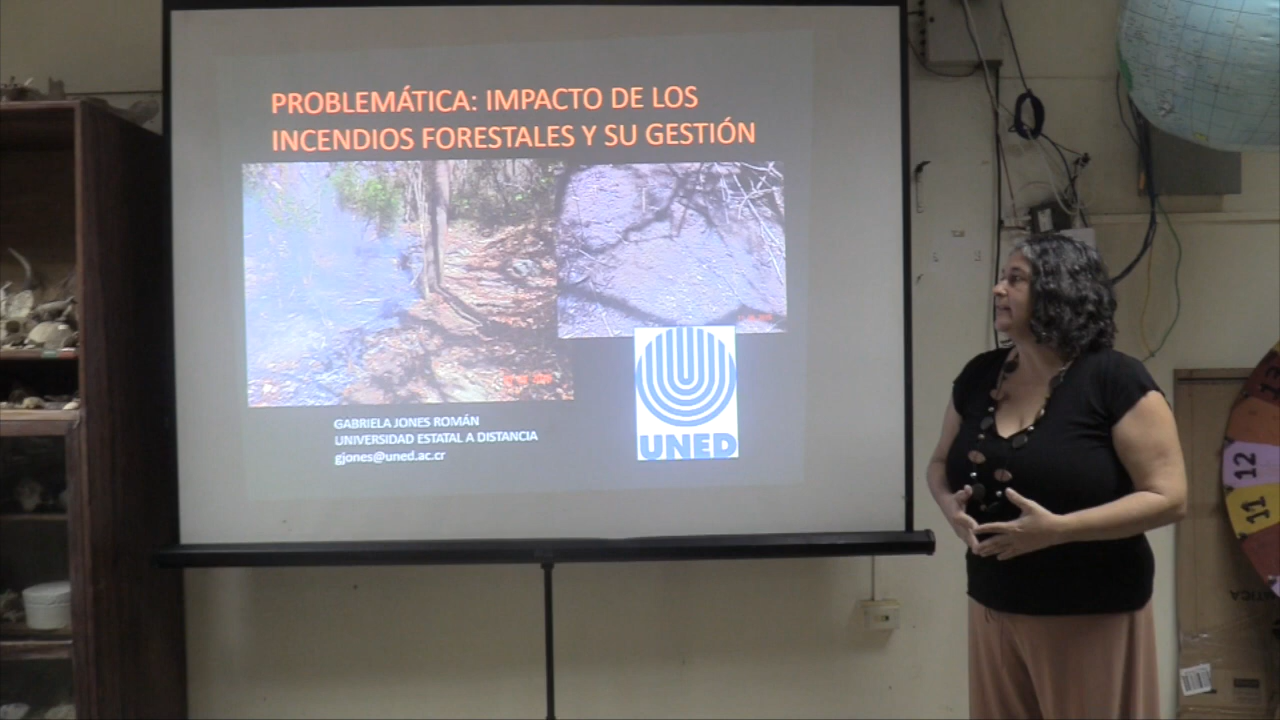 PROBLEMÁTICA: IMPACTO DE LOS
INCENDIOS FORESTALES Y SU GESTIÓN
GABRIELA JONES ROMÁN
UNIVERSIDAD ESTATAL A DISTANCIA
gjones@uned.ac.cr
UNED
13
12
11